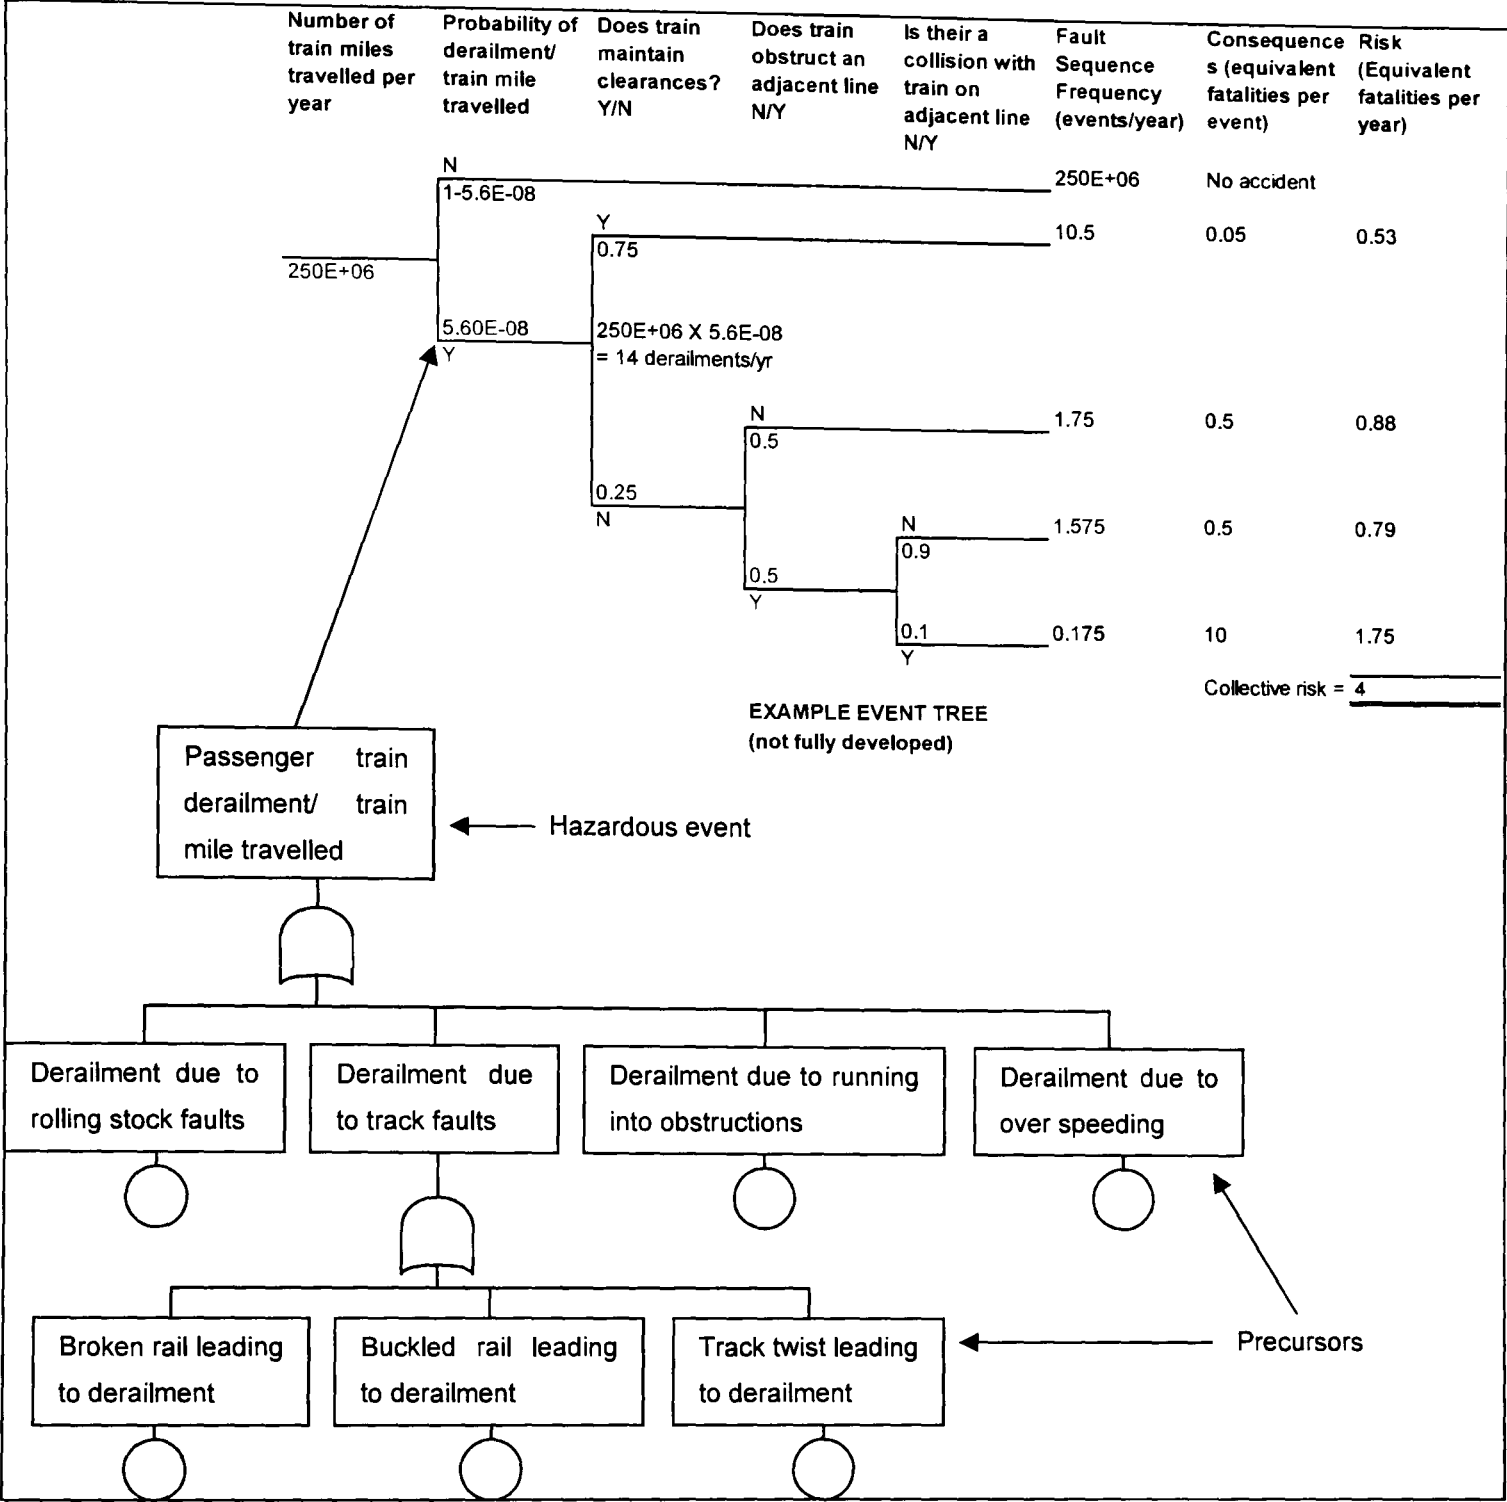 Number of
train miles
travelled per
year
Probability of
derailment/
train mile
travelled
Does train
maintain
clearances?
Y/N
Does train
obstruct an
adjacent line
N/Y
Is their a
collision with
train on
adjacent line
N/Y
Fault
Sequence
Frequency
(events/year)
Consequence
s (equivalent
fatalities per
event)
Risk
(Equivalent
fatalities per
year)
N
1-5.6E-08
250E+06
No accident
Y
0.75
10.5
0.05
0.53
250E+06
5.60E-08
Y
250E+06 X 5.6E-08
= 14 derailments/yr
N
0.5
1.75
0.5
0.88
0.25
N
N
0.9
1.575
0.5
0.79
0.5
Y
0.1
Y
0.175
10
1.75
Collective risk = 4
EXAMPLE EVENT TREE
(not fully developed)
Passenger train
derailment/ train
mile travelled
Hazardous event
Derailment due to
rolling stock faults
Derailment due
to track faults
Derailment due to running
into obstructions
Derailment due to
over speeding
Broken rail leading
to derailment
Buckled rail leading
to derailment
Track twist leading
to derailment
Precursors